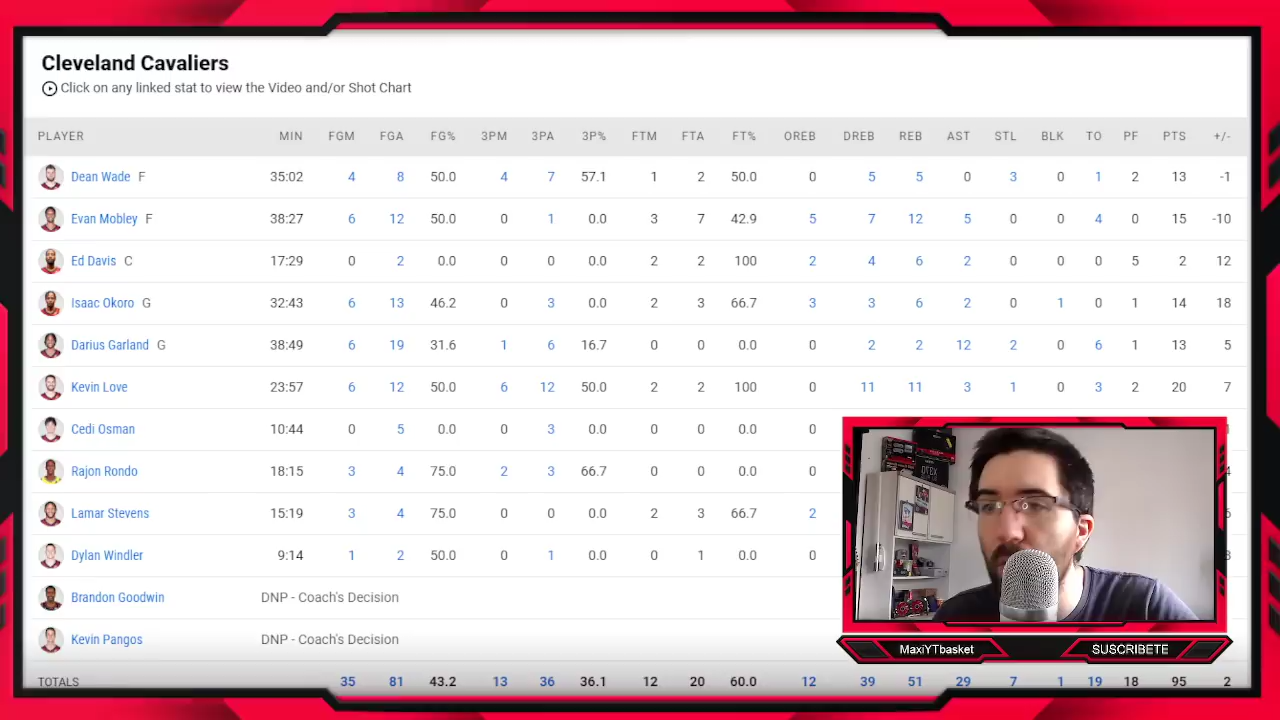 Cleveland Cavaliers
Click on any linked stat to view the Video and/or Shot Chart
PLAYER MIN FGM FGA FG% 3PM 3PA 3P% FTM FTA FT% OREB DREB REB AST STL BLK TO PF PTS +/-
Dean Wade F 35:02 4 8 50.0 4 7 57.1 1 2 50.0 0 5 5 0 3 0 1 2 13 -1
Evan Mobley F 38:27 6 12 50.0 0 1 0.0 3 7 42.9 5 7 12 5 0 0 4 0 15 -10
Ed Davis C 17:29 0 2 0.0 0 0 0.0 2 2 100 2 4 6 2 0 0 0 5 2 12
Isaac Okoro G 32:43 6 13 46.2 0 3 0.0 2 3 66.7 3 3 6 2 0 1 0 1 14 18
Darius Garland G 38:49 6 19 31.6 1 6 16.7 0 0 0.0 0 2 2 12 2 0 6 1 13 5
Kevin Love 23:57 6 12 50.0 6 12 50.0 2 2 100 0 11 11 3 1 0 3 2 20 7
Cedi Osman 10:44 0 5 0.0 0 3 0.0 0 0 0.0 0
Rajon Rondo 18:15 3 4 75.0 2 3 66.7 0 0 0.0 0
Lamar Stevens 15:19 3 4 75.0 0 0 0.0 2 3 66.7 2
Dylan Windler 9:14 1 2 50.0 0 1 0.0 0 1 0.0 0
Brandon Goodwin DNP - Coach's Decision
Kevin Pangos DNP - Coach's Decision
MaxiYTbasket SUSCRIBETE
TOTALS 35 81 43.2 13 36 36.1 12 20 60.0 12 39 51 29 7 1 19 18 95 2